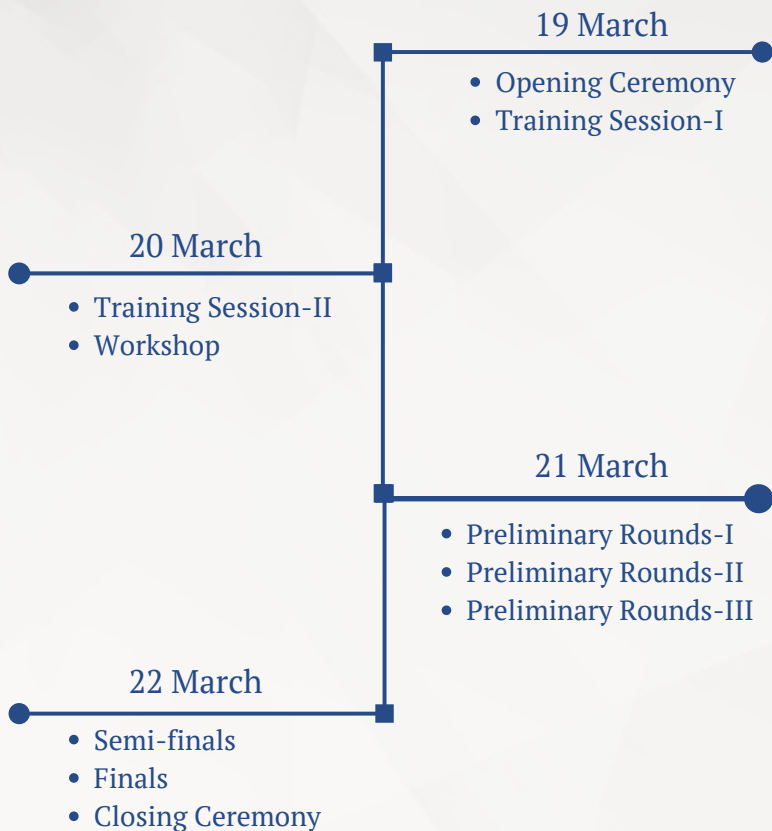 19 March
• Opening Ceremony
• Training Session-I
20 March
• Training Session-II
• Workshop
21 March
• Preliminary Rounds-I
• Preliminary Rounds-II
• Preliminary Rounds-III
22 March
• Semi-finals
• Finals
• Closing Ceremony